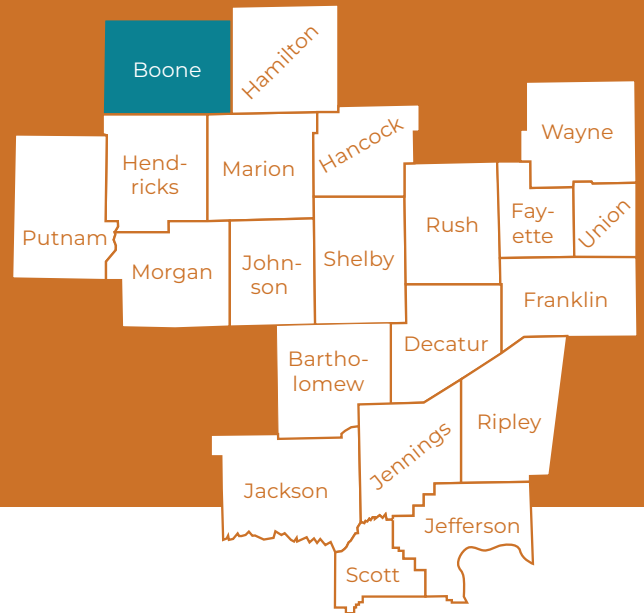 Boone
Hamilton
Wayne
Hend-
ricks
Marion
Hancock
Putnam
Rush
Fay-
ette
Union
Morgan
John-
son
Shelby
Franklin
Bartho-
lomew
Decatur
Ripley
Jennings
Jackson
Jefferson
Scott